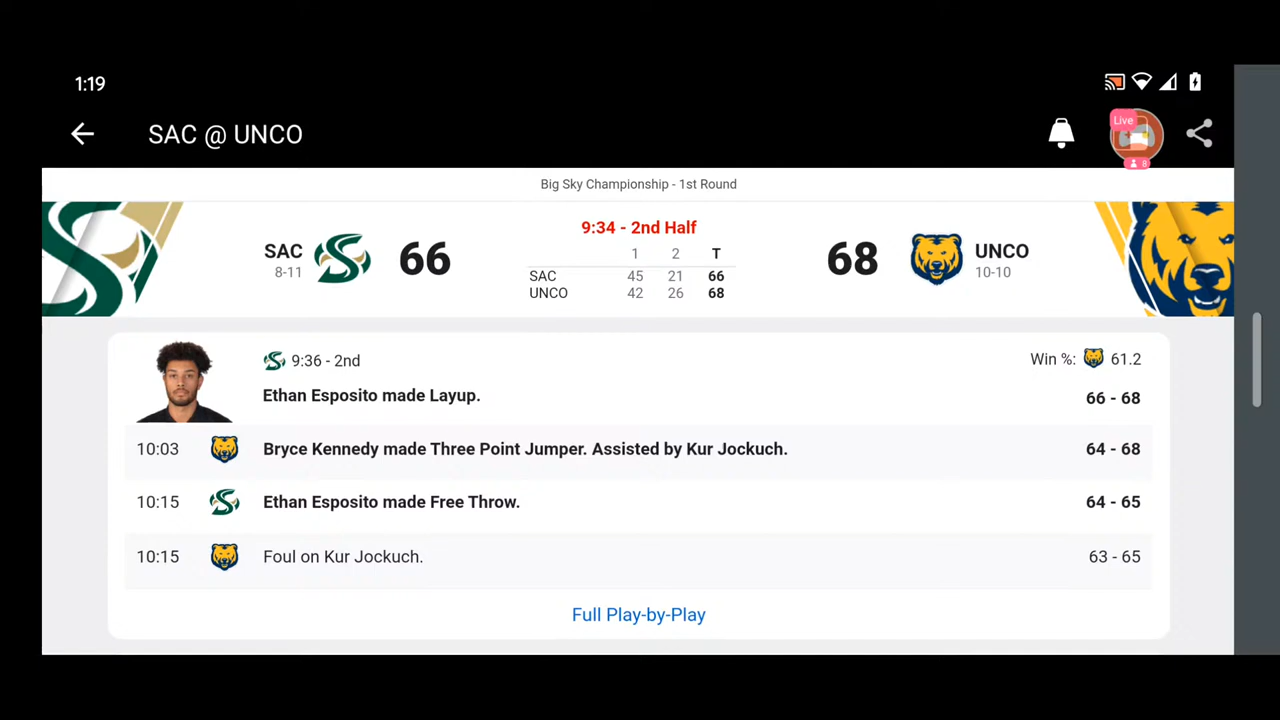 1:19
SAC @ UNCO
Live
8
Big Sky Championship - 1st Round
SAC
8-11
66
9:34 - 2nd Half
1 2 T
SAC 45 21 66
UNCO 42 26 68
68
UNCO
10-10
9:36 - 2nd
Win %: 61.2
Ethan Esposito made Layup.
66 - 68
10:03 Bryce Kennedy made Three Point Jumper. Assisted by Kur Jockuch. 64 - 68
10:15 Ethan Esposito made Free Throw. 64 - 65
10:15 Foul on Kur Jockuch. 63 - 65
Full Play-by-Play